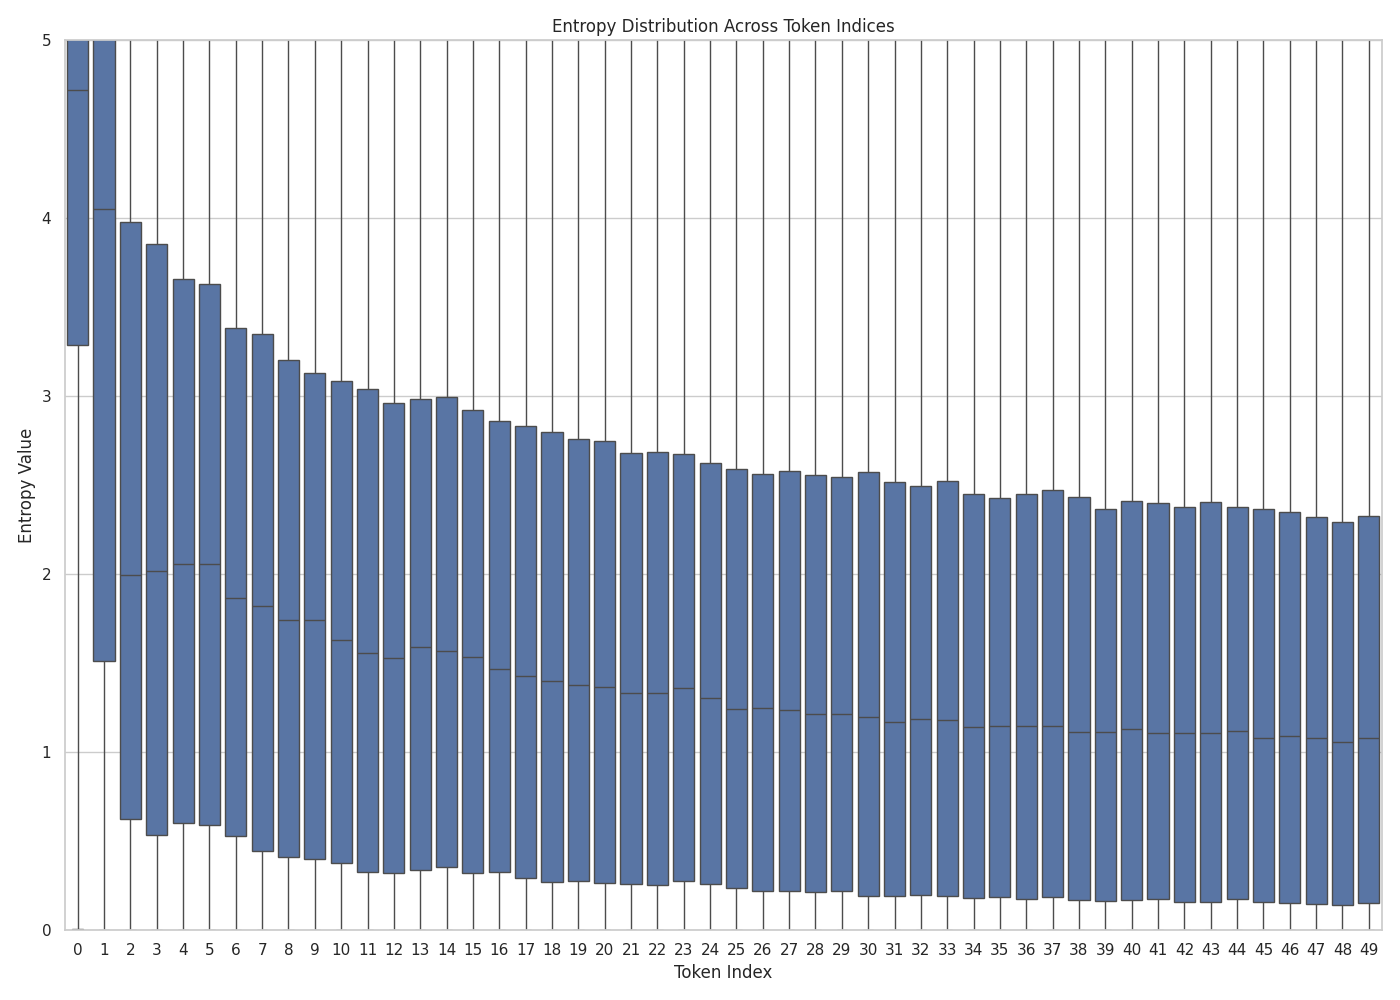 Entropy Distribution Across Token Indices
Entropy Value
5
4
3
2
1
0
0 1 2 3 4 5 6 7 8 9 10 11 12 13 14 15 16 17 18 19 20 21 22 23 24 25 26 27 28 29 30 31 32 33 34 35 36 37 38 39 40 41 42 43 44 45 46 47 48 49
Token Index